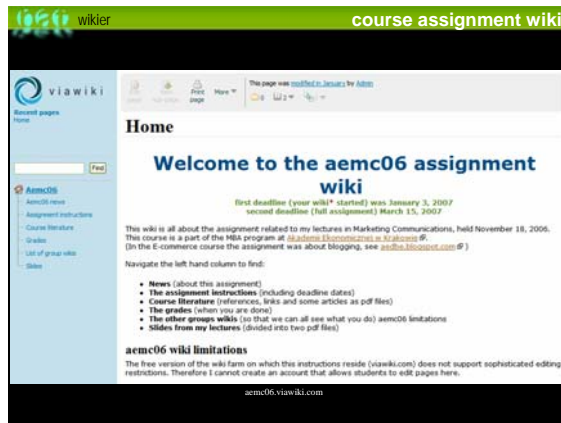 wikier
course assignment wiki
viawiki
Recent pages
Home
Print page
More
This page was modified in January by Admin
Find
Aemc06
Aemc06 news
Assignment instructions
Course literature
Grades
List of group wikis
Slides
Home
Welcome to the aemc06 assignment
wiki
first deadline (your wiki* started) was January 3, 2007
second deadline (full assignment) March 15, 2007
This wiki is all about the assignment related to my lectures in Marketing Communications, held November 18, 2006.
This course is a part of the MBA program at Akademii Ekonomicznej w Krakowie.
(In the E-commerce course the assignment was about blogging, see aedhe.blogspot.com )
Navigate the left hand column to find:
• News (about this assignment)
• The assignment instructions (including deadline dates)
• Course literature (references, links and some articles as pdf files)
• The grades (when you are done)
• The other groups wikis (so that we can all see what you do) aemc06 limitations
• Slides from my lectures (divided into two pdf files)
aemc06 wiki limitations
The free version of the wiki farm on which this instructions reside (viawiki.com) does not support sophisticated editing
restrictions. Therefore I cannot create an account that allows students to edit pages here.
aemc06.viawiki.com